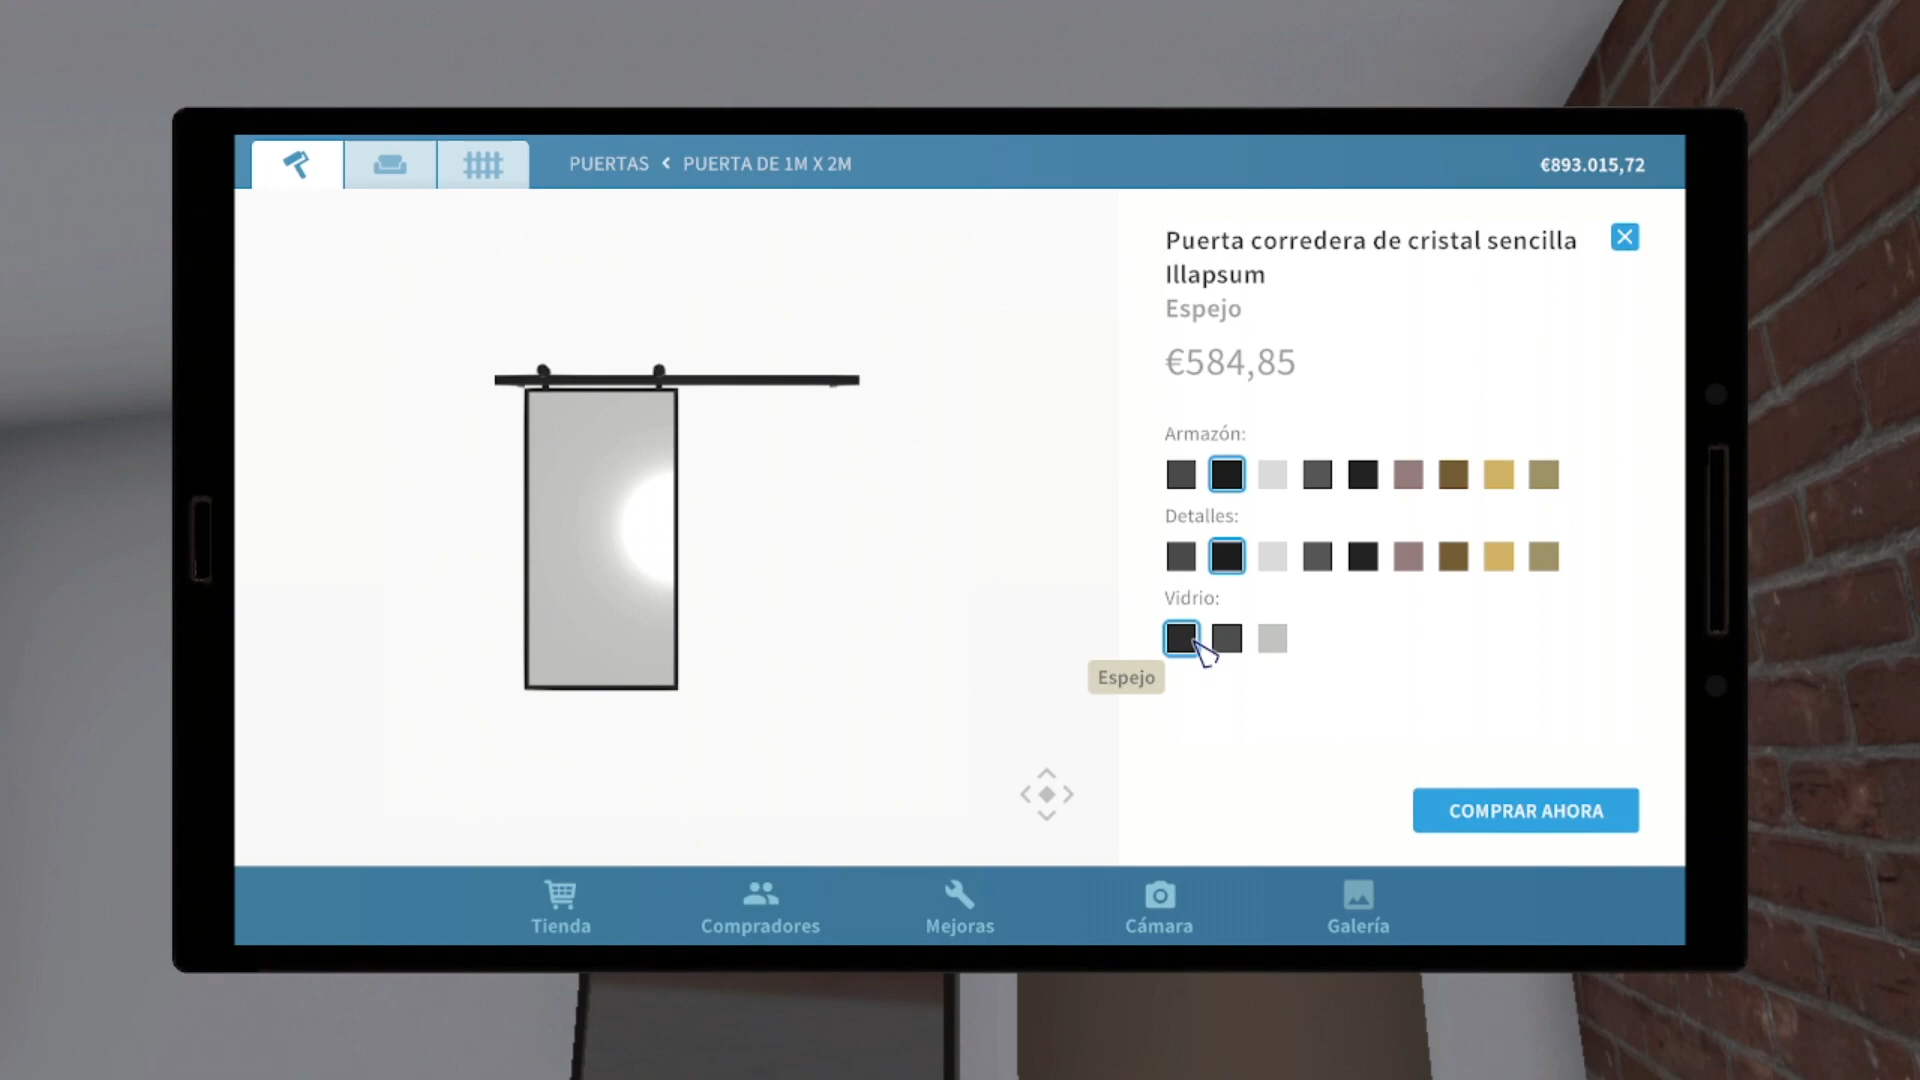 PUERTAS < PUERTA DE 1M X 2M
€893.015,72
Puerta corredera de cristal sencilla
Illapsum
Espejo
€584,85
Armazón:
Detalles:
Vidrio:
Espejo
COMPRAR AHORA
Tienda
Compradores
Mejoras
Cámara
Galería